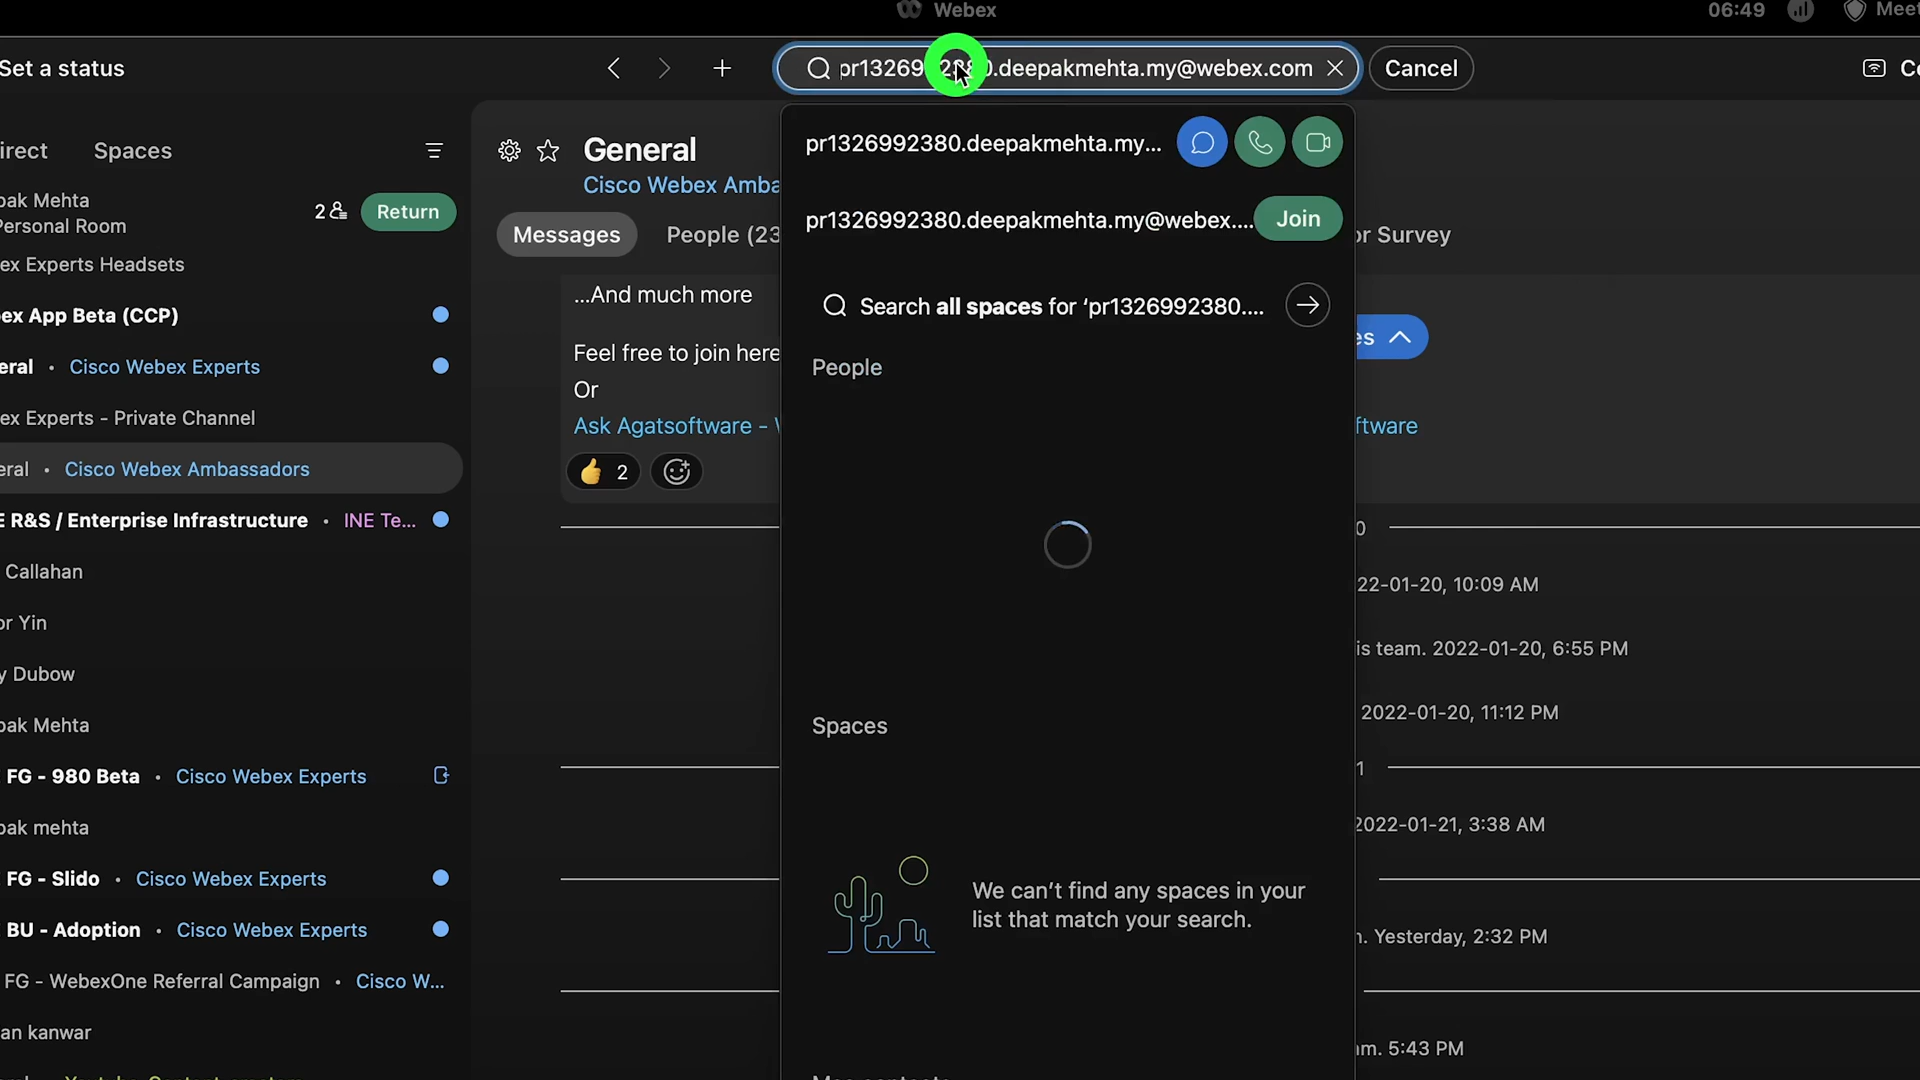 Webex
06:49
Set a status
pr1326992380.deepakmehta.my@webex.com
Cancel
irect
Spaces
pak Mehta
Personal Room
2
Return
ex Experts Headsets
ex App Beta (CCP)
eral • Cisco Webex Experts
ex Experts - Private Channel
eral • Cisco Webex Ambassadors
E R&S / Enterprise Infrastructure • INE Te...
Callahan
or Yin
y Dubow
pak Mehta
FG - 980 Beta • Cisco Webex Experts
pak mehta
FG - Slido • Cisco Webex Experts
BU - Adoption • Cisco Webex Experts
FG - WebexOne Referral Campaign • Cisco W...
an kanwar
General
Cisco Webex Amba
Messages
People (23
or Survey
...And much more
Feel free to join here
Or
Ask Agatsoftware -
ftware
es
👍 2
pr1326992380.deepakmehta.my...
pr1326992380.deepakmehta.my@webex....
Join
Search all spaces for ‘pr1326992380....
People
Spaces
We can’t find any spaces in your
list that match your search.
0
22-01-20, 10:09 AM
is team. 2022-01-20, 6:55 PM
2022-01-20, 11:12 PM
1
2022-01-21, 3:38 AM
Yesterday, 2:32 PM
5:43 PM